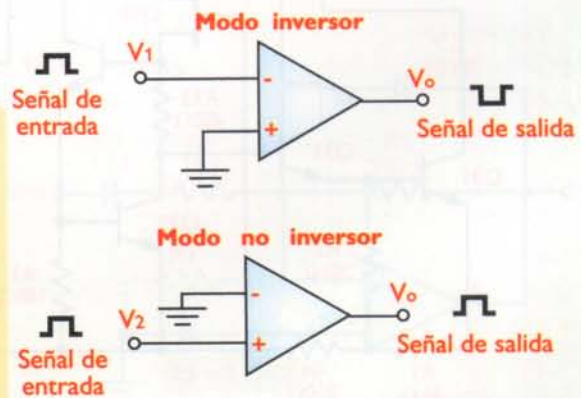 Modo inversor
V1
-
Vo
Señal de
entrada
+
Señal de salida
Modo no inversor
-
Vo
V2
+
Señal de
entrada
Señal de salida